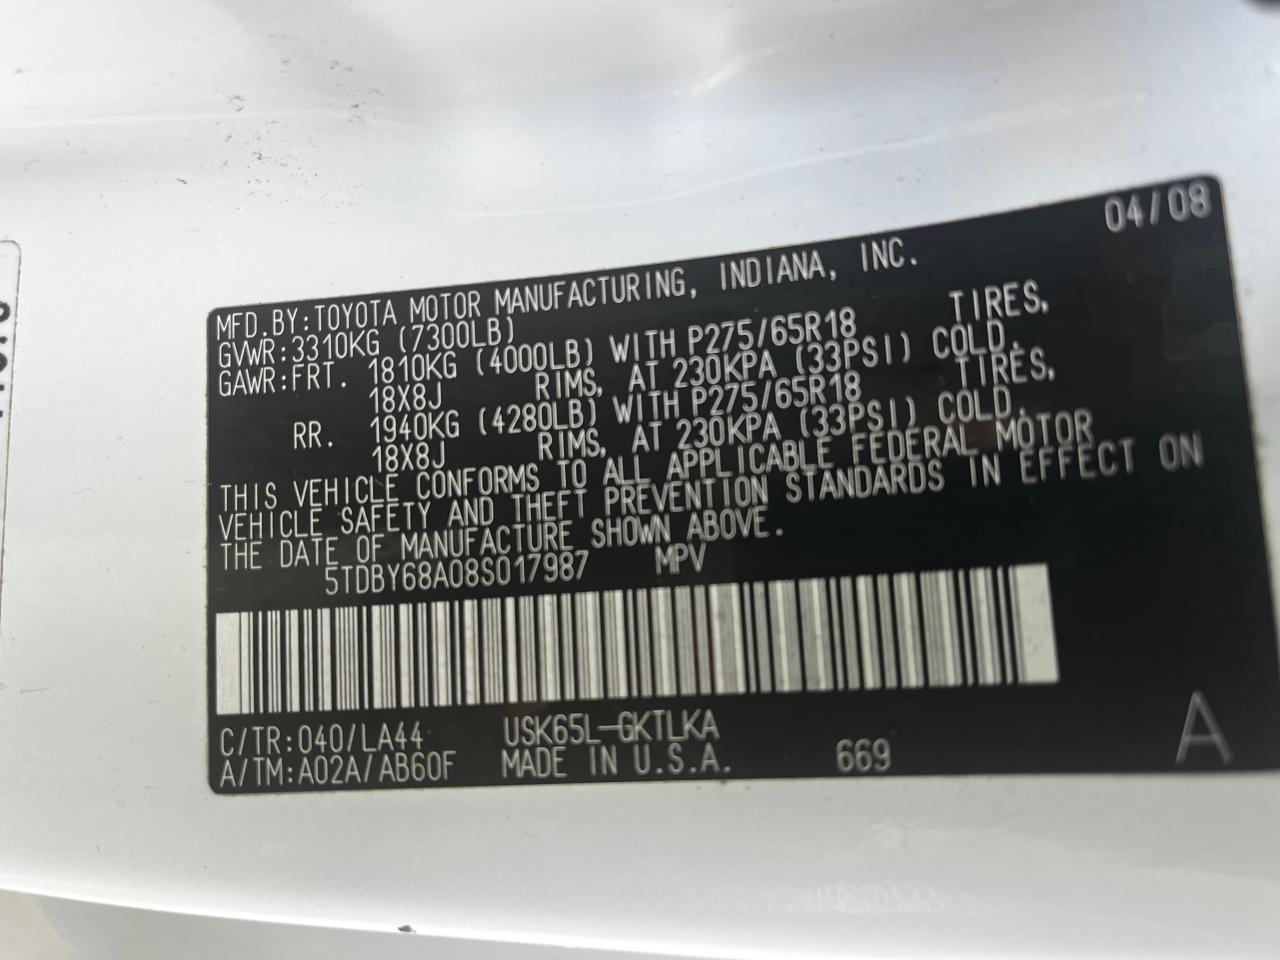 04/08
MFD.BY:TOYOTA MOTOR MANUFACTURING, INDIANA, INC.
GVWR:3310KG (7300LB)
GAWR:FRT. 1810KG (4000LB) WITH P275/65R18 TIRES,
18X8J RIMS, AT 230KPA (33PSI) COLD.
RR. 1940KG (4280LB) WITH P275/65R18 TIRES,
18X8J RIMS, AT 230KPA (33PSI) COLD.
THIS VEHICLE CONFORMS TO ALL APPLICABLE FEDERAL MOTOR
VEHICLE SAFETY AND THEFT PREVENTION STANDARDS IN EFFECT ON
THE DATE OF MANUFACTURE SHOWN ABOVE.
5TDBY68A08S017987 MPV
C/TR:040/LA44 USK65L-GKTLKA
A/TM:A02A/AB60F MADE IN U.S.A. 669 A